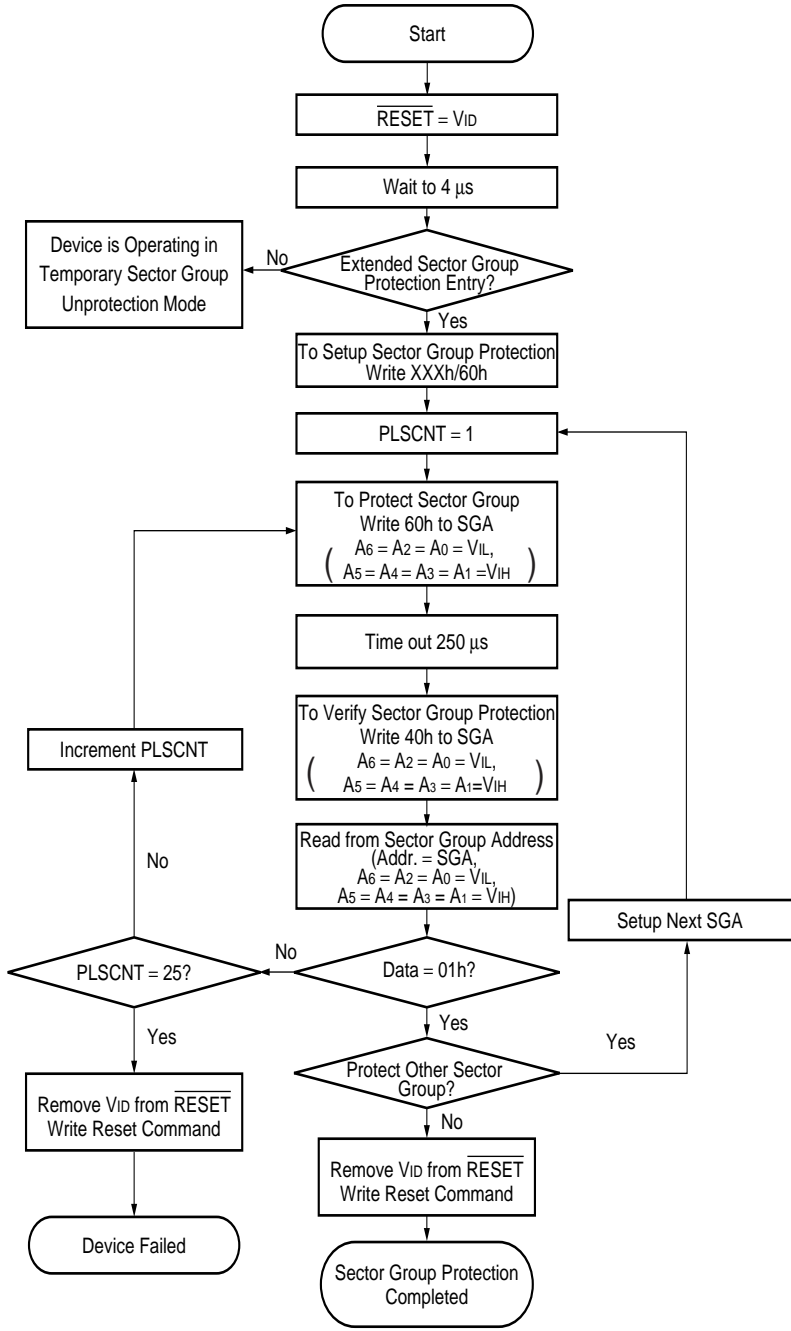 Start
RESET = VID
Wait to 4 μs
Device is Operating in
Temporary Sector Group
Unprotection Mode
No
Extended Sector Group
Protection Entry?
Yes
To Setup Sector Group Protection
Write XXXh/60h
PLSCNT = 1
To Protect Sector Group
Write 60h to SGA
( A6 = A2 = A0 = VIL,
A5 = A4 = A3 = A1 =VIH )
Time out 250 μs
To Verify Sector Group Protection
Write 40h to SGA
( A6 = A2 = A0 = VIL,
A5 = A4 = A3 = A1=VIH )
Increment PLSCNT
Read from Sector Group Address
(Addr. = SGA,
A6 = A2 = A0 = VIL,
A5 = A4 = A3 = A1 = VIH)
No
Setup Next SGA
PLSCNT = 25?
No
Data = 01h?
Yes
Yes
Yes
Protect Other Sector
Group?
No
Remove VID from RESET
Write Reset Command
Remove VID from RESET
Write Reset Command
Device Failed
Sector Group Protection
Completed